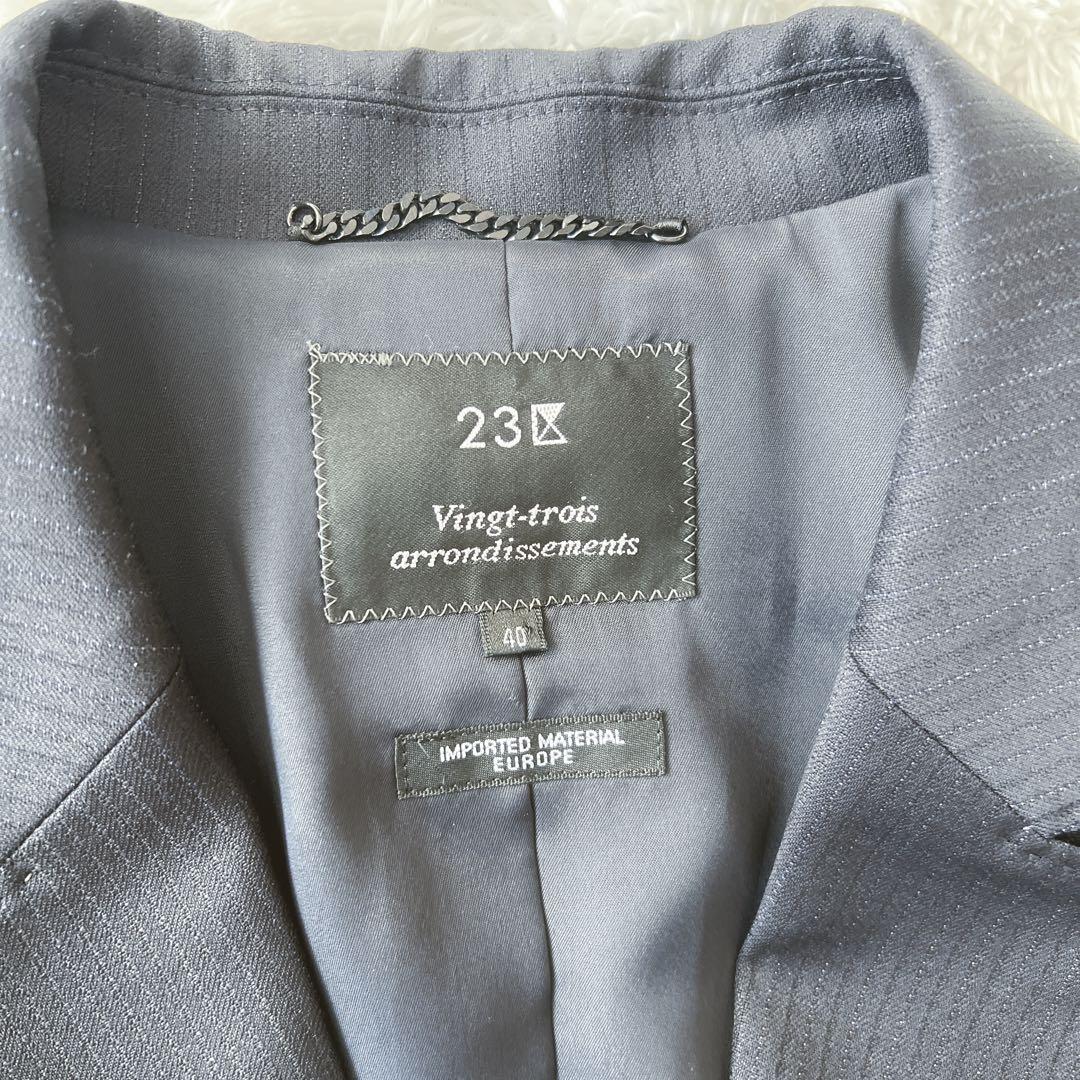 23区
Vingt-trois
arrondissements
40
IMPORTED MATERIAL
EUROPE